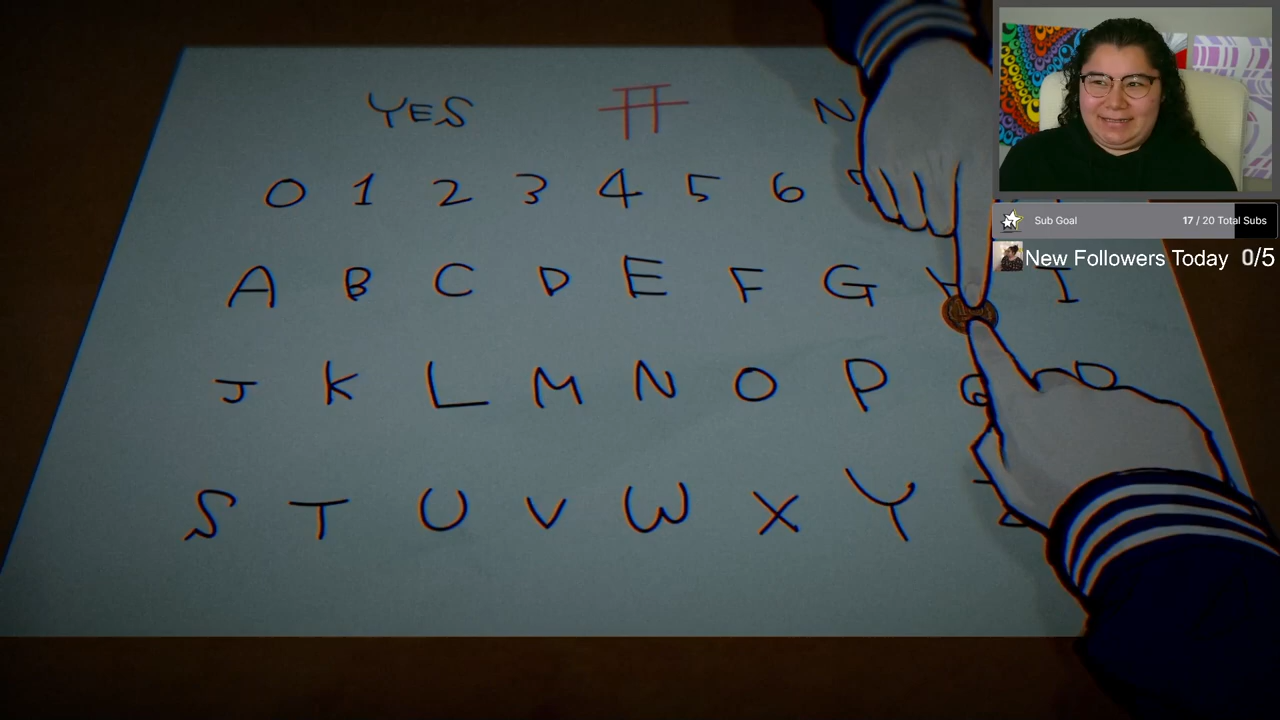 YES N
0 1 2 3 4 5 6
A B C D E F G I
J K L M N O P
S T U V W X Y
Sub Goal 17 / 20 Total Subs
New Followers Today 0/5